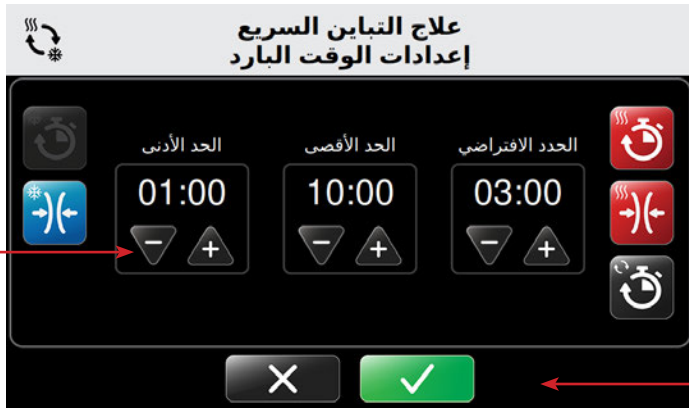 علاج التباين السريع
إعدادات الوقت البارد
الحدد الافتراضي
الحد الأقصى
الحد الأدنى
03:00
10:00
01:00